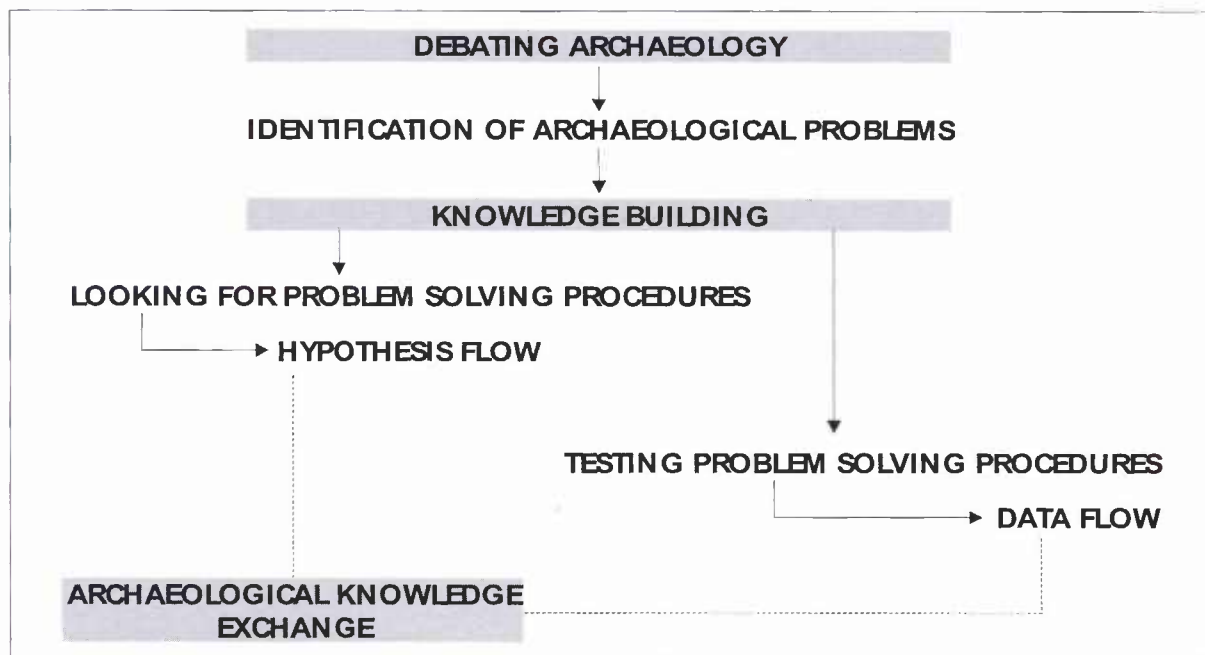 DEBATING ARCHAEOLOGY
IDENTIFICATION OF ARCHAEOLOGICAL PROBLEMS
KNOWLEDGE BUILDING
LOOKING FOR PROBLEM SOLVING PROCEDURES
HYPOTHESIS FLOW
TESTING PROBLEM SOLVING PROCEDURES
DATA FLOW
ARCHAEOLOGICAL KNOWLEDGE
EXCHANGE